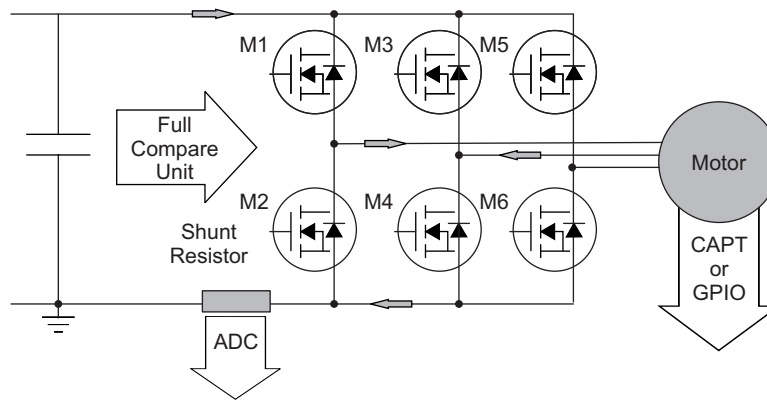 M1
M3
M5
Full
Compare
Unit
Motor
M2
M4
M6
Shunt
Resistor
CAPT
or
GPIO
ADC